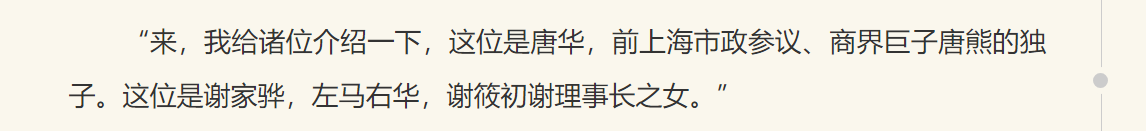 “来，我给诸位介绍一下，这位是唐华，前上海市政参议、商界巨子唐熊的独
子。这位是谢家骅，左马右华，谢筱初谢理事长之女。”